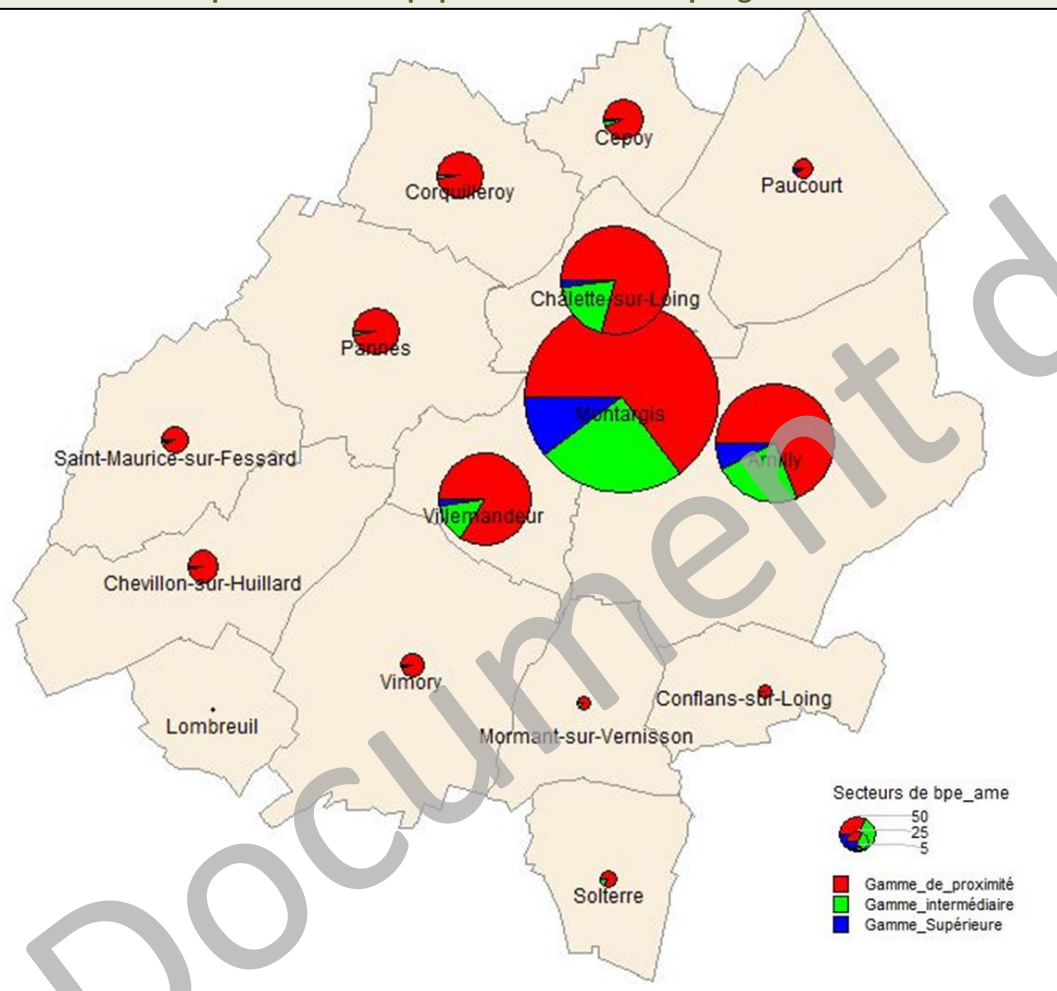 Cepoy
Paucourt
Corquilleroy
Châlette-sur-Loing
Pannes
Montargis
Amilly
Saint-Maurice-sur-Fessard
Villemandeur
Chevillon-sur-Huillard
Vimory
Conflans-sur-Loing
Lombreuil
Mormant-sur-Vernisson
Solterre
Secteurs de bpe_ame
50
25
5
Gamme_de_proximité
Gamme_intermédiaire
Gamme_Supérieure
Document d